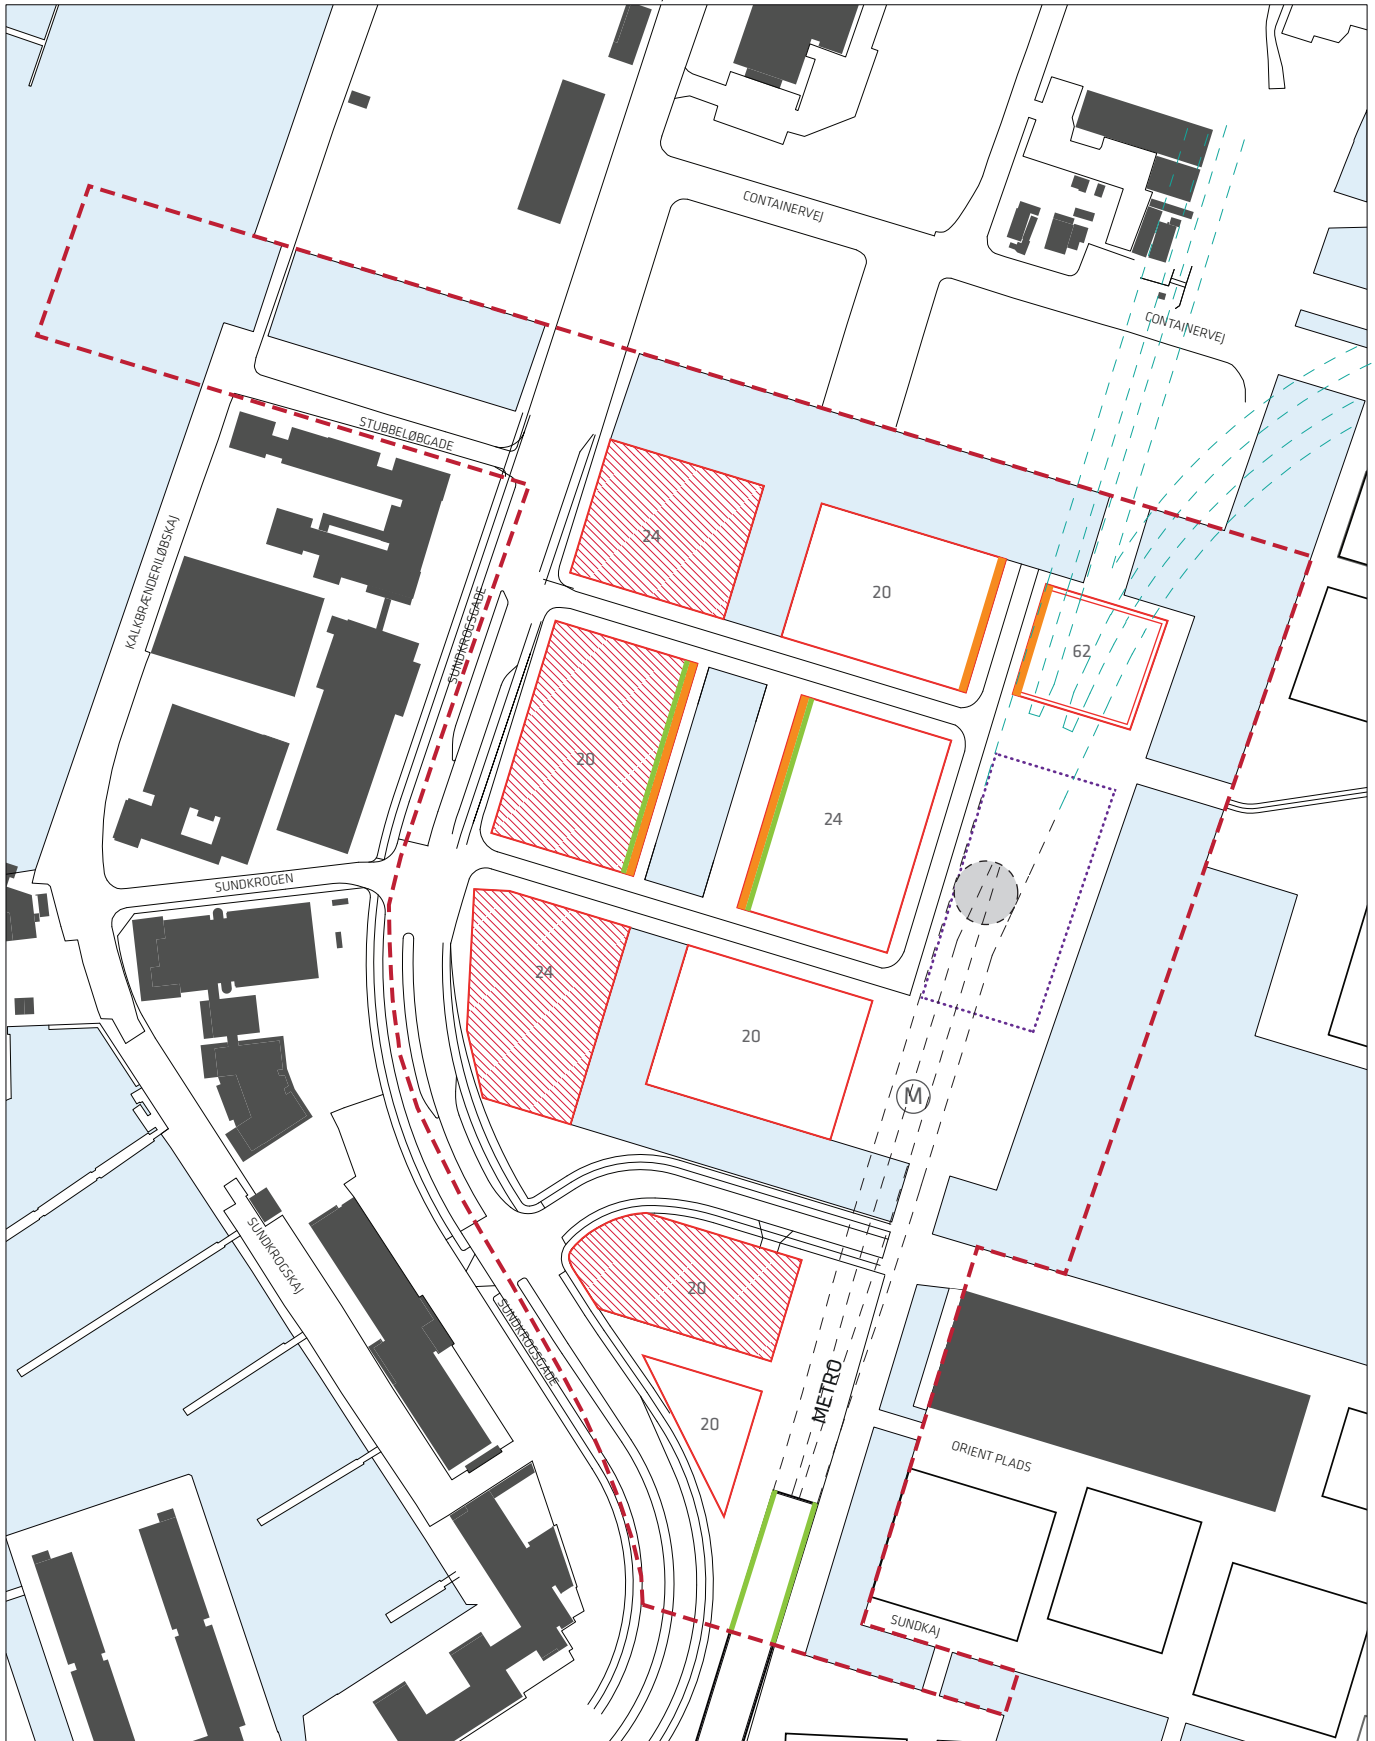 CONTAINERVEJ
CONTAINERVEJ
STUBBELØBGADE
KALKBRÆNDERILØBSKAJ
SUNDKROGSGADE
24
20
62
20
24
SUNDKROGEN
24
20
M
SUNDKROGSKAJ
SUNDKROGSGADE
20
METRO
20
ORIENT PLADS
SUNDKAJ